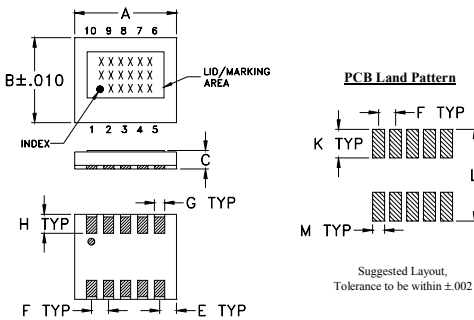 A
10 9 8 7 6
XXXXXX
XXXXXX
XXXXXX
B±.010
LID/MARKING
AREA
INDEX
1 2 3 4 5
C
G TYP
H TYP
F TYP
E TYP
PCB Land Pattern
F TYP
K TYP
L
M TYP
Suggested Layout,
Tolerance to be within ±.002